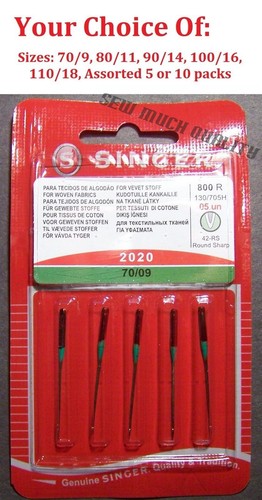 Your Choice Of:
Sizes: 70/9, 80/11, 90/14, 100/16,
110/18, Assorted 5 or 10 packs
SEW MUCH QUALITY
S SINGER
PARA TECIDOS DE ALGODÃO
FOR WOVEN FABRICS
PARA TEJIDOS DE ALGODÓN
FÜR GEWEBTE STOFFE
POUR TISSUS DE COTON
VOOR GEWEVEN STOFFEN
TIL VÆVEDE STOFFER
FÖR VÄVDA TYGER
FOR VEVET STOFF
KUDOTUILLE KANKAILLE
NA TKANÉ LÁTKY
PER TESSUTI DI COTONE
DİKİŞ İĞNESİ
ДЛЯ ТЕКСТИЛЬНЫХ ТКАНЕЙ
ΓΙΑ ΥΦΑΣΜΑΤΑ
800 R
130/705H
05 un
42-RS
Round Sharp
2020
70/09
Genuine SINGER. Quality & Tradition.